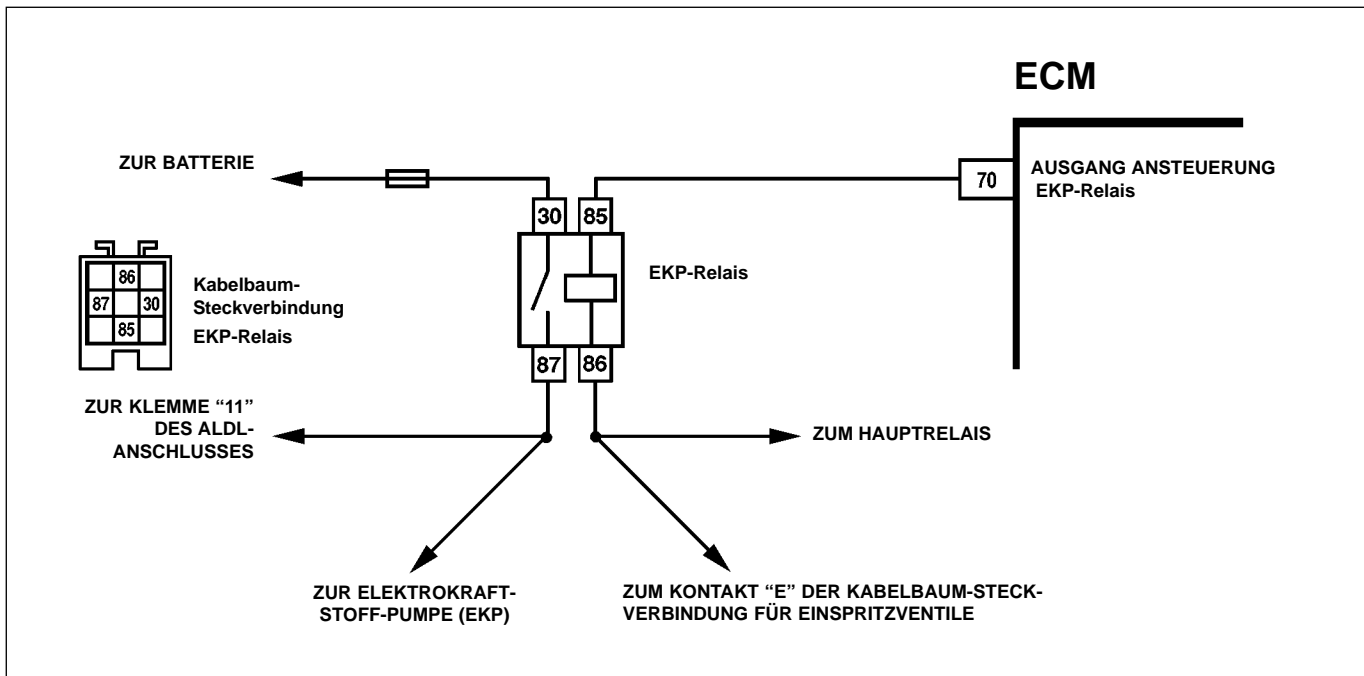 ECM
ZUR BATTERIE
70
AUSGANG ANSTEUERUNG
EKP-Relais
30
85
EKP-Relais
86
87
30
85
Kabelbaum-
Steckverbindung
EKP-Relais
87
86
ZUR KLEMME “11”
DES ALDL-
ANSCHLUSSES
ZUM HAUPTRELAIS
ZUR ELEKTROKRAFT-
STOFF-PUMPE (EKP)
ZUM KONTAKT “E” DER KABELBAUM-STECK-
VERBINDUNG FÜR EINSPRITZVENTILE